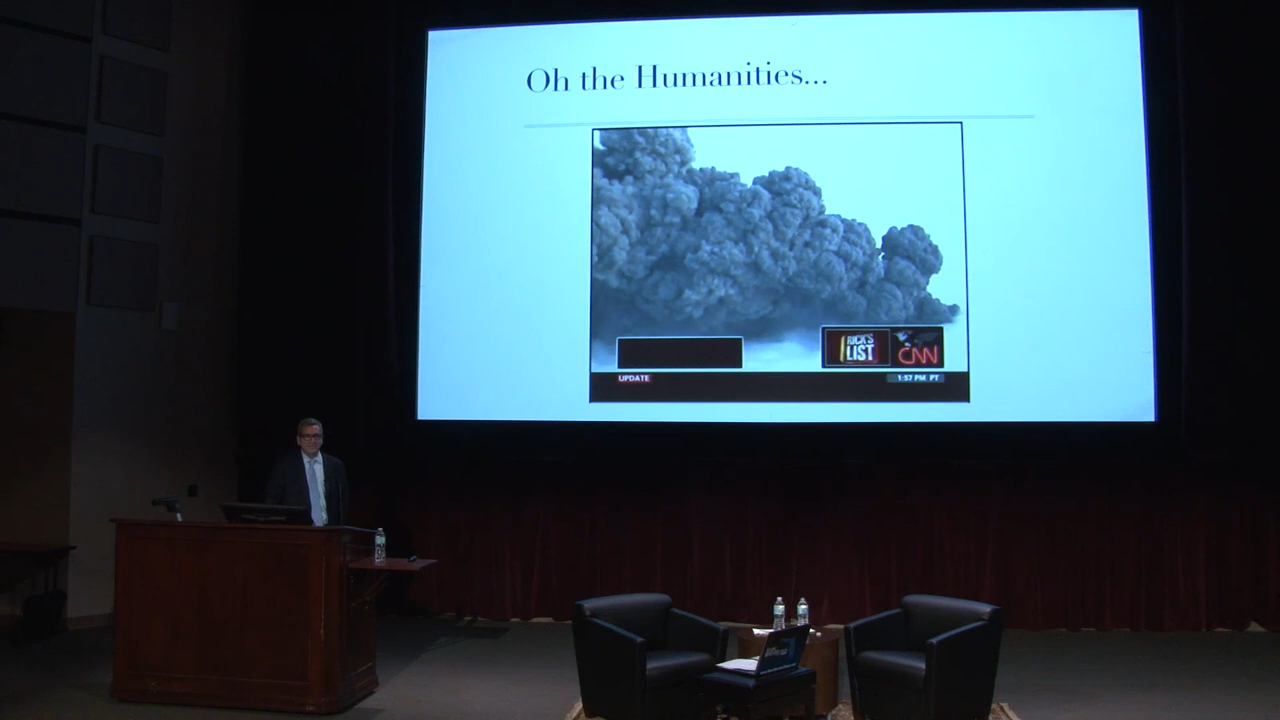 Oh the Humanities...
RICK'S
LIST
CNN
UPDATE
1:57 PM PT